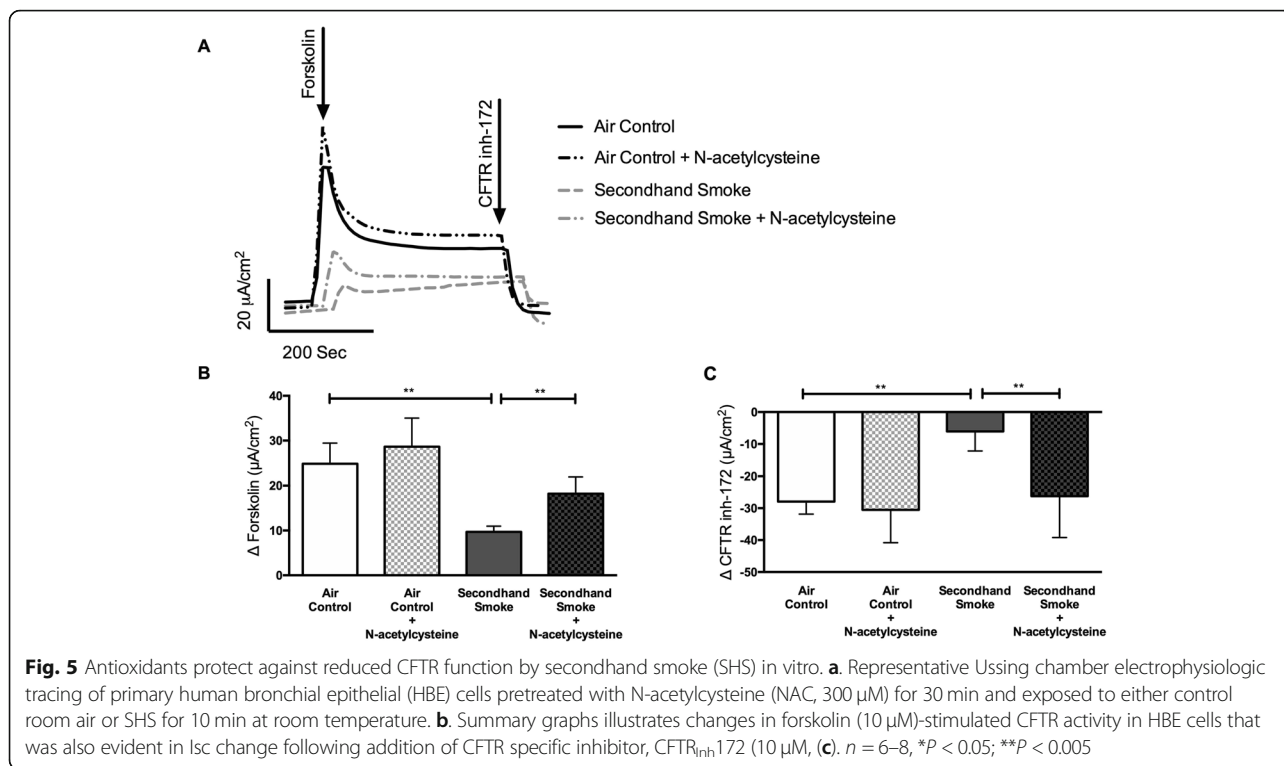 A
Forskolin
CFTR inh-172
Air Control
Air Control + N-acetylcysteine
Secondhand Smoke
Secondhand Smoke + N-acetylcysteine
20 µA/cm²
200 Sec
B
**
**
40
30
20
10
0
Δ Forskolin (µA/cm²)
Air
Control
Air
Control
+
N-acetylcysteine
Secondhand
Smoke
Secondhand
Smoke
+
N-acetylcysteine
C
**
**
0
-10
-20
-30
-40
-50
Δ CFTR inh-172 (µA/cm²)
Air
Control
Air
Control
+
N-acetylcysteine
Secondhand
Smoke
Secondhand
Smoke
+
N-acetylcysteine
Fig. 5 Antioxidants protect against reduced CFTR function by secondhand smoke (SHS) in vitro. a. Representative Ussing chamber electrophysiologic
tracing of primary human bronchial epithelial (HBE) cells pretreated with N-acetylcysteine (NAC, 300 µM) for 30 min and exposed to either control
room air or SHS for 10 min at room temperature. b. Summary graphs illustrates changes in forskolin (10 µM)-stimulated CFTR activity in HBE cells that
was also evident in Isc change following addition of CFTR specific inhibitor, CFTRInh172 (10 µM, (c). n = 6–8, *P < 0.05; **P < 0.005